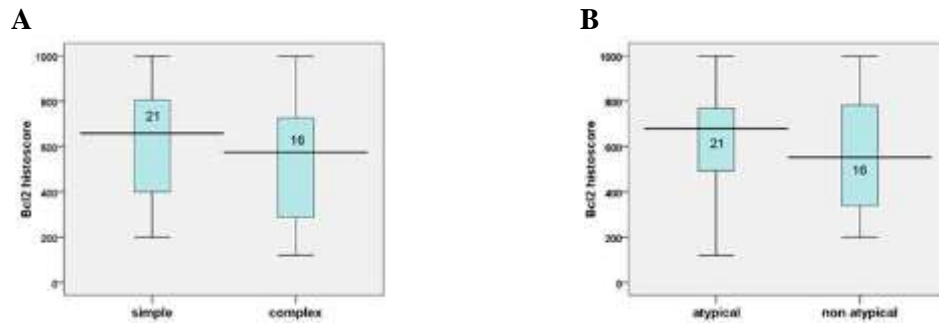 A
B
Bcl2 histoscore
1000
800
600
400
200
0
21
16
simple
complex
Bcl2 histoscore
1000
800
600
400
200
0
21
16
atypical
non atypical